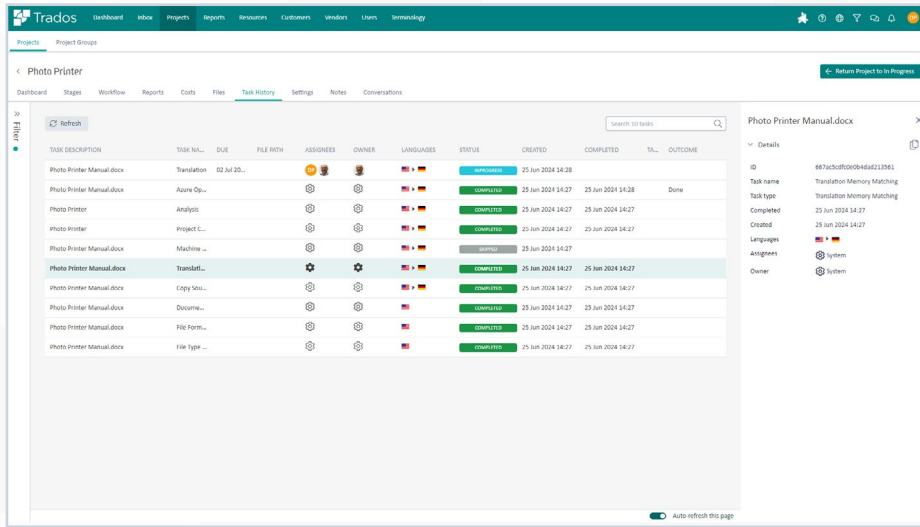 Trados Dashboard Inbox Projects Reports Resources Customers Vendors Users Terminology
Projects Project Groups
Photo Printer
← Return Project to In Progress
Dashboard Stages Workflow Reports Costs Files Task History Settings Notes Conversations
Filter
Refresh
Search 10 tasks
TASK DESCRIPTION TASK NA... DUE FILE PATH ASSIGNEES OWNER LANGUAGES STATUS CREATED COMPLETED TA... OUTCOME
Photo Printer Manual.docx Translation 02 Jul 20... OP INPROGRESS 25 Jun 2024 14:28
Photo Printer Manual.docx Azure Op... COMPLETED 25 Jun 2024 14:27 25 Jun 2024 14:28 Done
Photo Printer Analysis COMPLETED 25 Jun 2024 14:27 25 Jun 2024 14:27
Photo Printer Project C... COMPLETED 25 Jun 2024 14:27 25 Jun 2024 14:27
Photo Printer Manual.docx Machine ... SKIPPED 25 Jun 2024 14:27
Photo Printer Manual.docx Translati... COMPLETED 25 Jun 2024 14:27 25 Jun 2024 14:27
Photo Printer Manual.docx Copy Sou... COMPLETED 25 Jun 2024 14:27 25 Jun 2024 14:27
Photo Printer Manual.docx Docume... COMPLETED 25 Jun 2024 14:27 25 Jun 2024 14:27
Photo Printer Manual.docx File Form... COMPLETED 25 Jun 2024 14:27 25 Jun 2024 14:27
Photo Printer Manual.docx File Type ... COMPLETED 25 Jun 2024 14:27 25 Jun 2024 14:27
Auto-refresh this page
Photo Printer Manual.docx
Details
ID 667ac5cdfc0e0b4dad213561
Task name Translation Memory Matching
Task type Translation Memory Matching
Completed 25 Jun 2024 14:27
Created 25 Jun 2024 14:27
Languages
Assignees System
Owner System